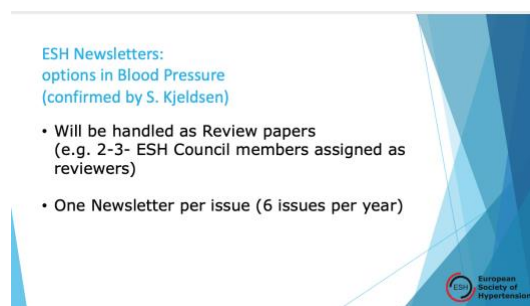 ESH Newsletters:
options in Blood Pressure
(confirmed by S. Kjeldsen)
• Will be handled as Review papers
(e.g. 2-3- ESH Council members assigned as
reviewers)
• One Newsletter per issue (6 issues per year)
ESH
European
Society of
Hypertension